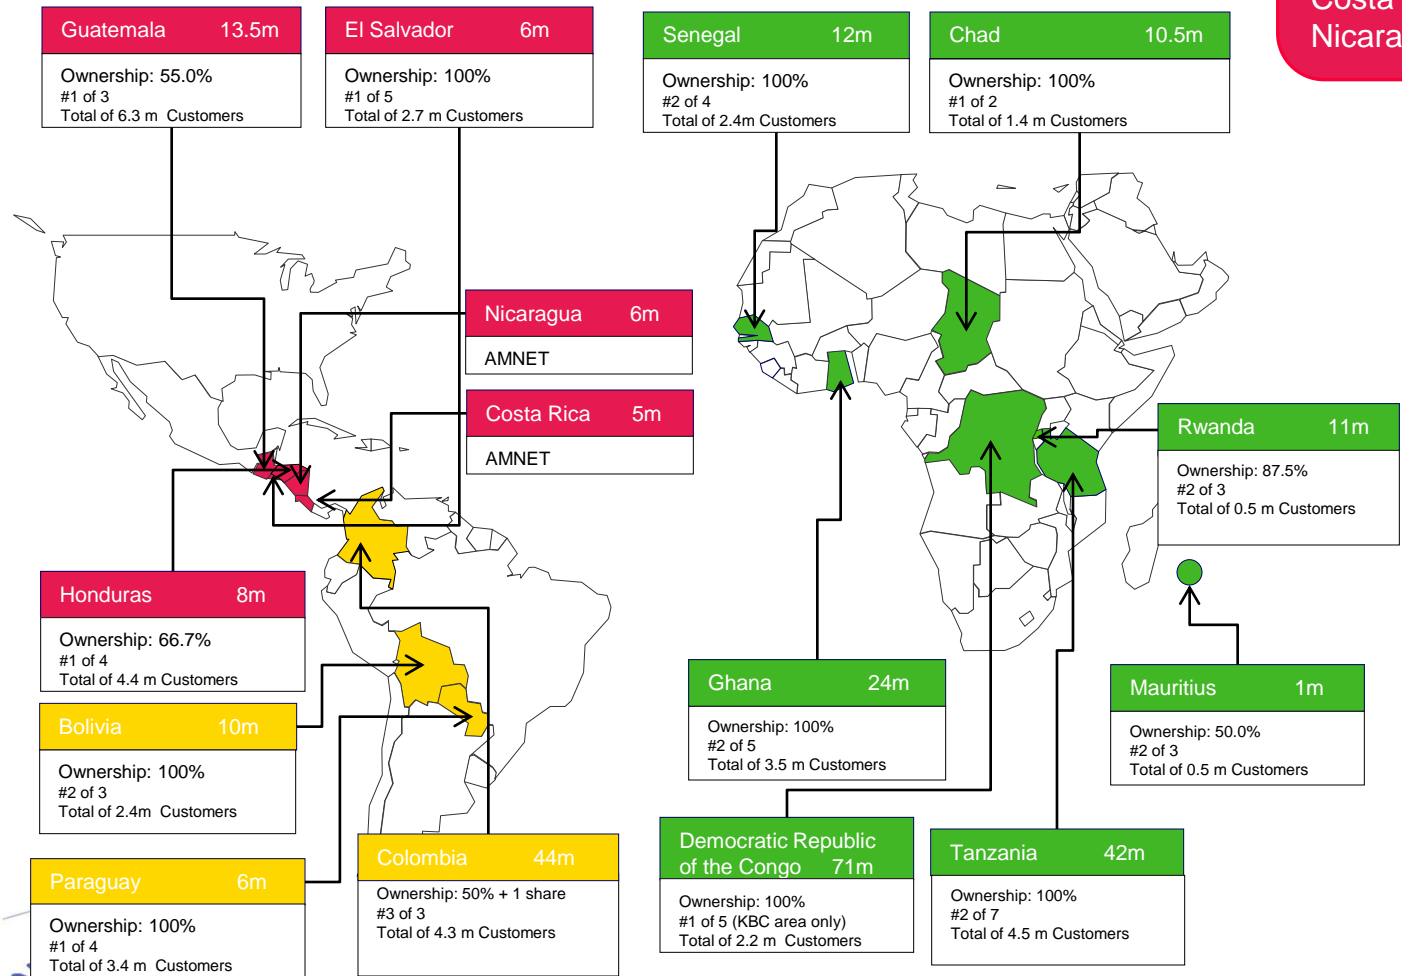 Costa
Nicara
Guatemala 13.5m
Ownership: 55.0%
#1 of 3
Total of 6.3 m Customers
El Salvador 6m
Ownership: 100%
#1 of 5
Total of 2.7 m Customers
Senegal 12m
Ownership: 100%
#2 of 4
Total of 2.4m Customers
Chad 10.5m
Ownership: 100%
#1 of 2
Total of 1.4 m Customers
Nicaragua 6m
AMNET
Costa Rica 5m
AMNET
Rwanda 11m
Ownership: 87.5%
#2 of 3
Total of 0.5 m Customers
Honduras 8m
Ownership: 66.7%
#1 of 4
Total of 4.4 m Customers
Bolivia 10m
Ownership: 100%
#2 of 3
Total of 2.4m Customers
Ghana 24m
Ownership: 100%
#2 of 5
Total of 3.5 m Customers
Mauritius 1m
Ownership: 50.0%
#2 of 3
Total of 0.5 m Customers
Paraguay 6m
Ownership: 100%
#1 of 4
Total of 3.4 m Customers
Colombia 44m
Ownership: 50% + 1 share
#3 of 3
Total of 4.3 m Customers
Democratic Republic
of the Congo 71m
Ownership: 100%
#1 of 5 (KBC area only)
Total of 2.2 m Customers
Tanzania 42m
Ownership: 100%
#2 of 7
Total of 4.5 m Customers